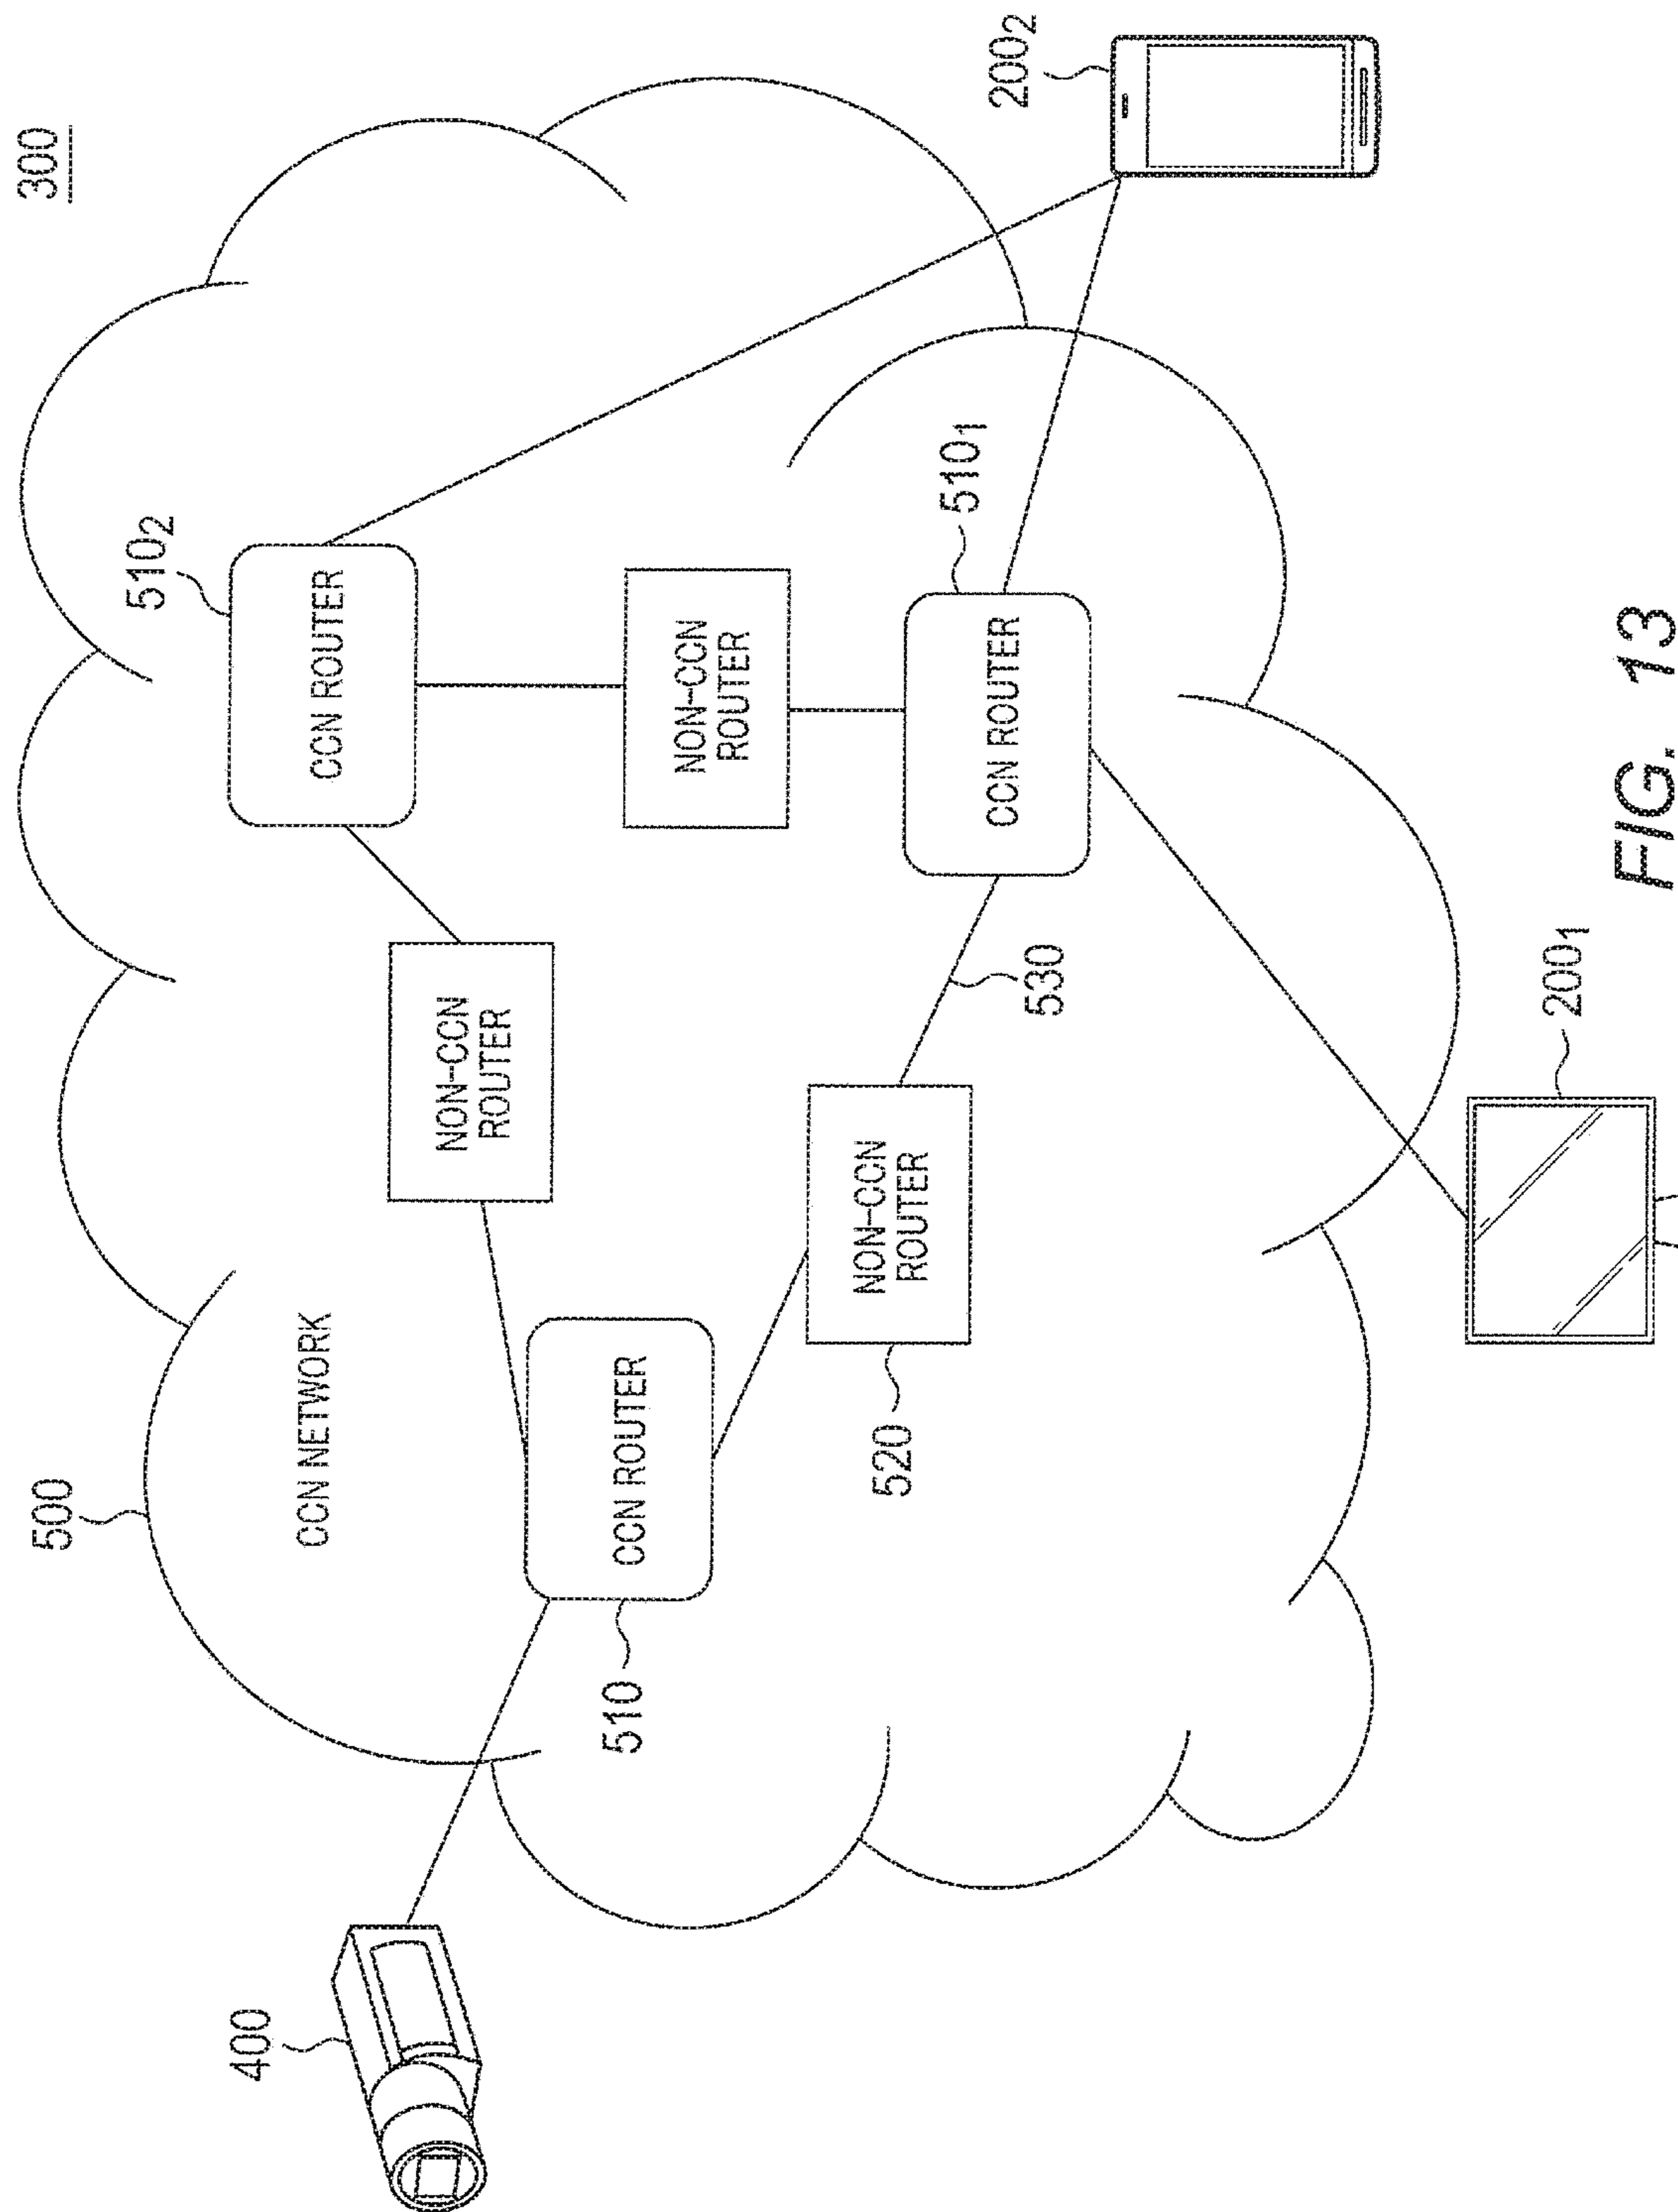 300
500
CCN NETWORK
400
510₂
CCN ROUTER
NON-CCN
ROUTER
CCN ROUTER
510
NON-CCN
ROUTER
200₂
NON-CCN
ROUTER
520
530
CCN ROUTER
510₁
200₁
FIG. 13